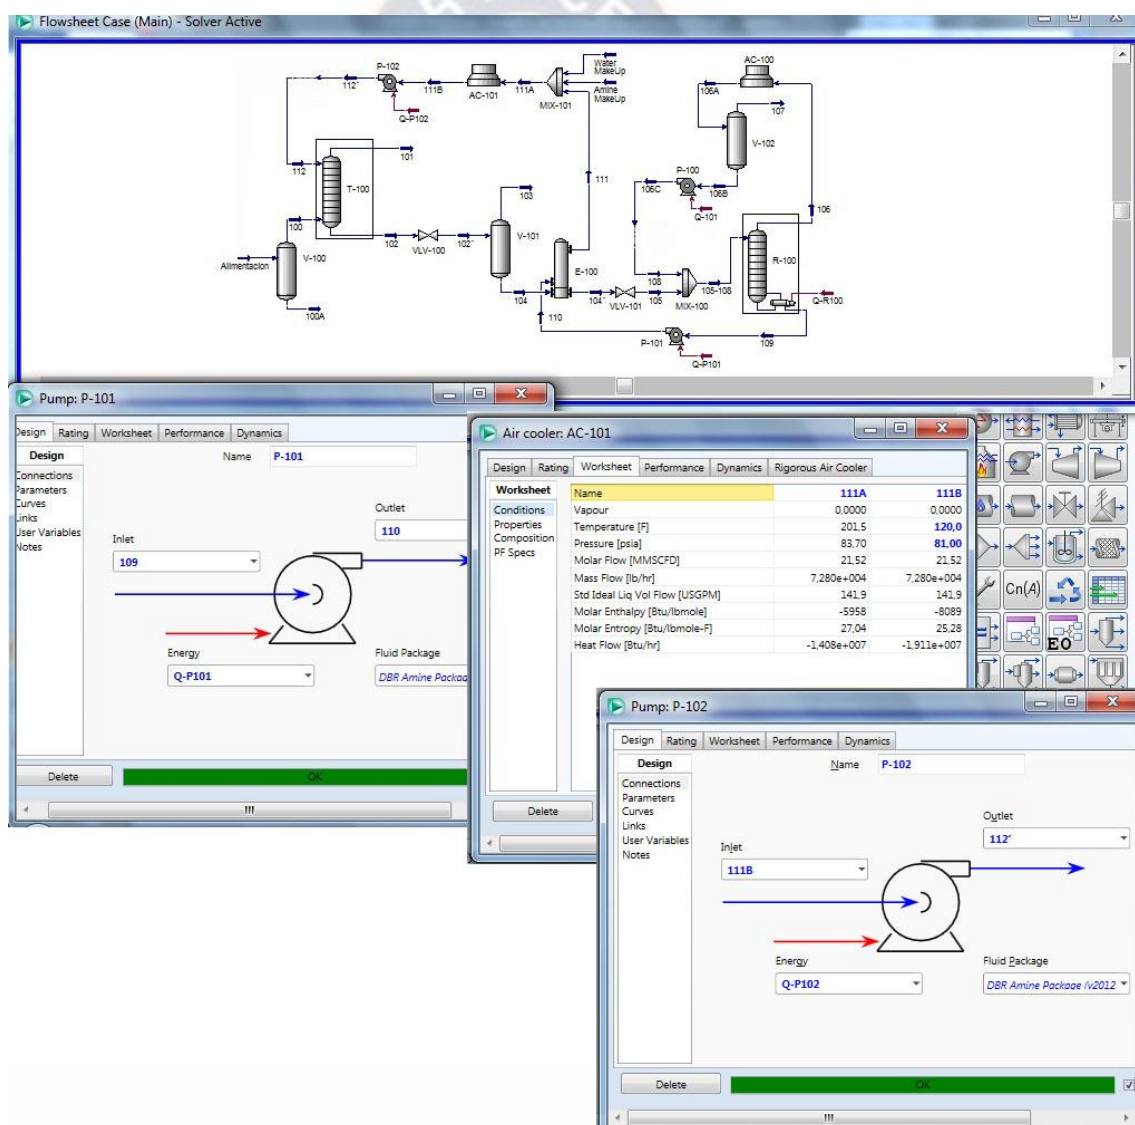 Flowsheet Case (Main) - Solver Active
P-102
112'
111B
AC-101
111A
MIX-101
Water
MakeUp
Amine
MakeUp
Q-P102
AC-100
106A
107
V-102
101
112
T-100
103
111
P-100
106C
106B
Q-101
106
100
V-101
R-100
102
VLV-100
102'
Alimentacion
V-100
E-100
108
105-108
104
104'
VLV-101
105
MIX-100
Q-R100
100A
110
P-101
109
Q-P101
Pump: P-101
Design Rating Worksheet Performance Dynamics
Design
Connections
Parameters
Curves
Links
User Variables
Notes
Name P-101
Outlet
110
Inlet
109
Energy
Q-P101
Fluid Package
DBR Amine Packag
Delete
OK
Air cooler: AC-101
Design Rating Worksheet Performance Dynamics Rigorous Air Cooler
Worksheet
Conditions
Properties
Composition
PF Specs
Name 111A 111B
Vapour 0,0000 0,0000
Temperature [F] 201,5 120,0
Pressure [psia] 83,70 81,00
Molar Flow [MMSCFD] 21,52 21,52
Mass Flow [lb/hr] 7,280e+004 7,280e+004
Std Ideal Liq Vol Flow [USGPM] 141,9 141,9
Molar Enthalpy [Btu/lbmole] -5958 -8089
Molar Entropy [Btu/lbmole-F] 27,04 25,28
Heat Flow [Btu/hr] -1,408e+007 -1,911e+007
Delete
Cn(A)
EO
Pump: P-102
Design Rating Worksheet Performance Dynamics
Design
Connections
Parameters
Curves
Links
User Variables
Notes
Name P-102
Outlet
112'
Inlet
111B
Energy
Q-P102
Fluid Package
DBR Amine Package (v2012
Delete
OK